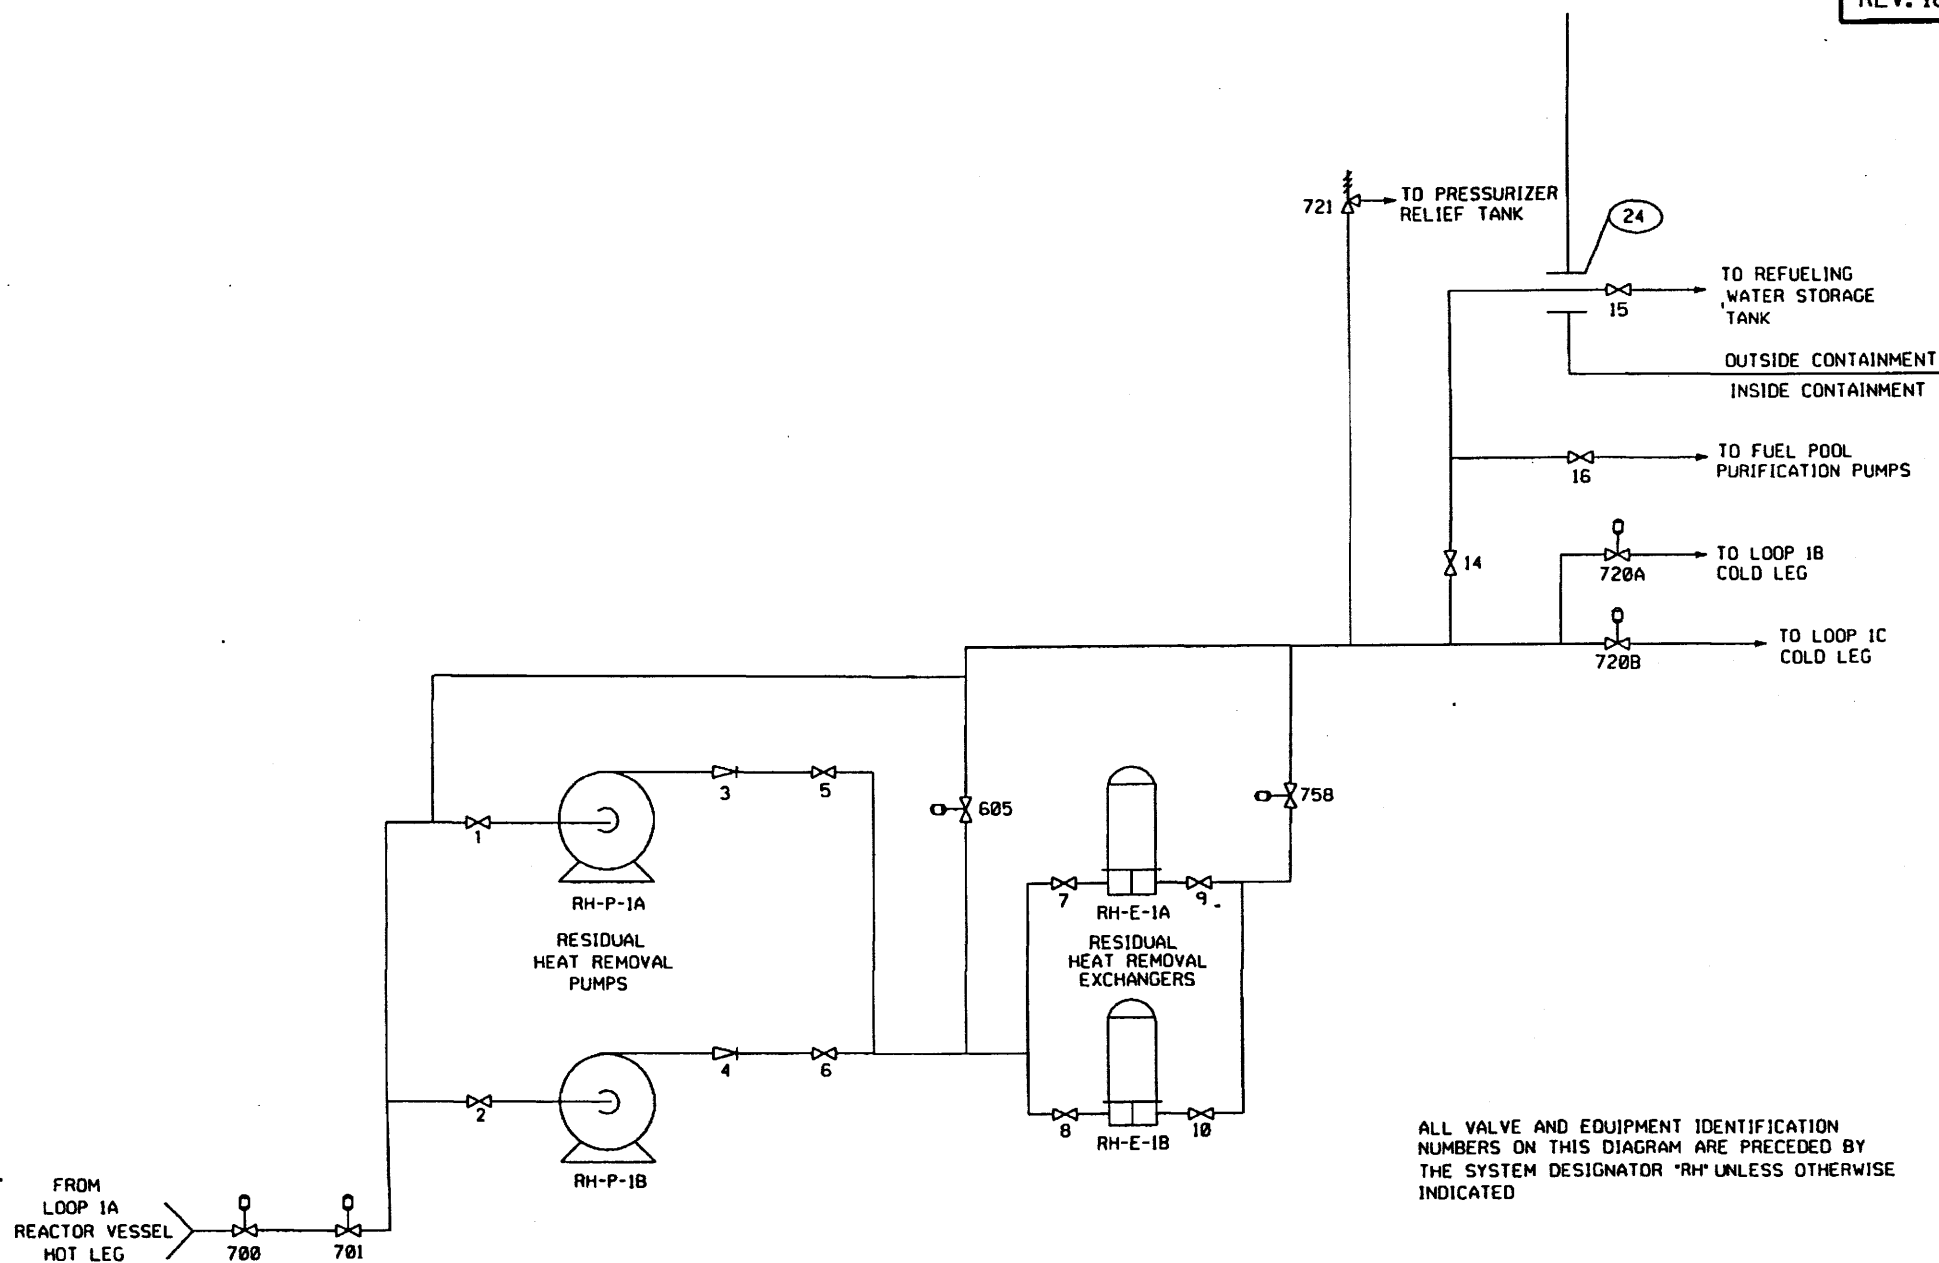 REV. 
721
TO PRESSURIZER
RELIEF TANK
24
TO REFUELING
WATER STORAGE
TANK
15
OUTSIDE CONTAINMENT
INSIDE CONTAINMENT
TO FUEL POOL
PURIFICATION PUMPS
16
14
720A
TO LOOP 1B
COLD LEG
720B
TO LOOP 1C
COLD LEG
1
3
5
605
758
RH-P-1A
RESIDUAL
HEAT REMOVAL
PUMPS
7
9
RH-E-1A
RESIDUAL
HEAT REMOVAL
EXCHANGERS
2
4
6
RH-P-1B
8
10
RH-E-1B
FROM
LOOP 1A
REACTOR VESSEL
HOT LEG
700
701
ALL VALVE AND EQUIPMENT IDENTIFICATION
NUMBERS ON THIS DIAGRAM ARE PRECEDED BY
THE SYSTEM DESIGNATOR "RH" UNLESS OTHERWISE
INDICATED